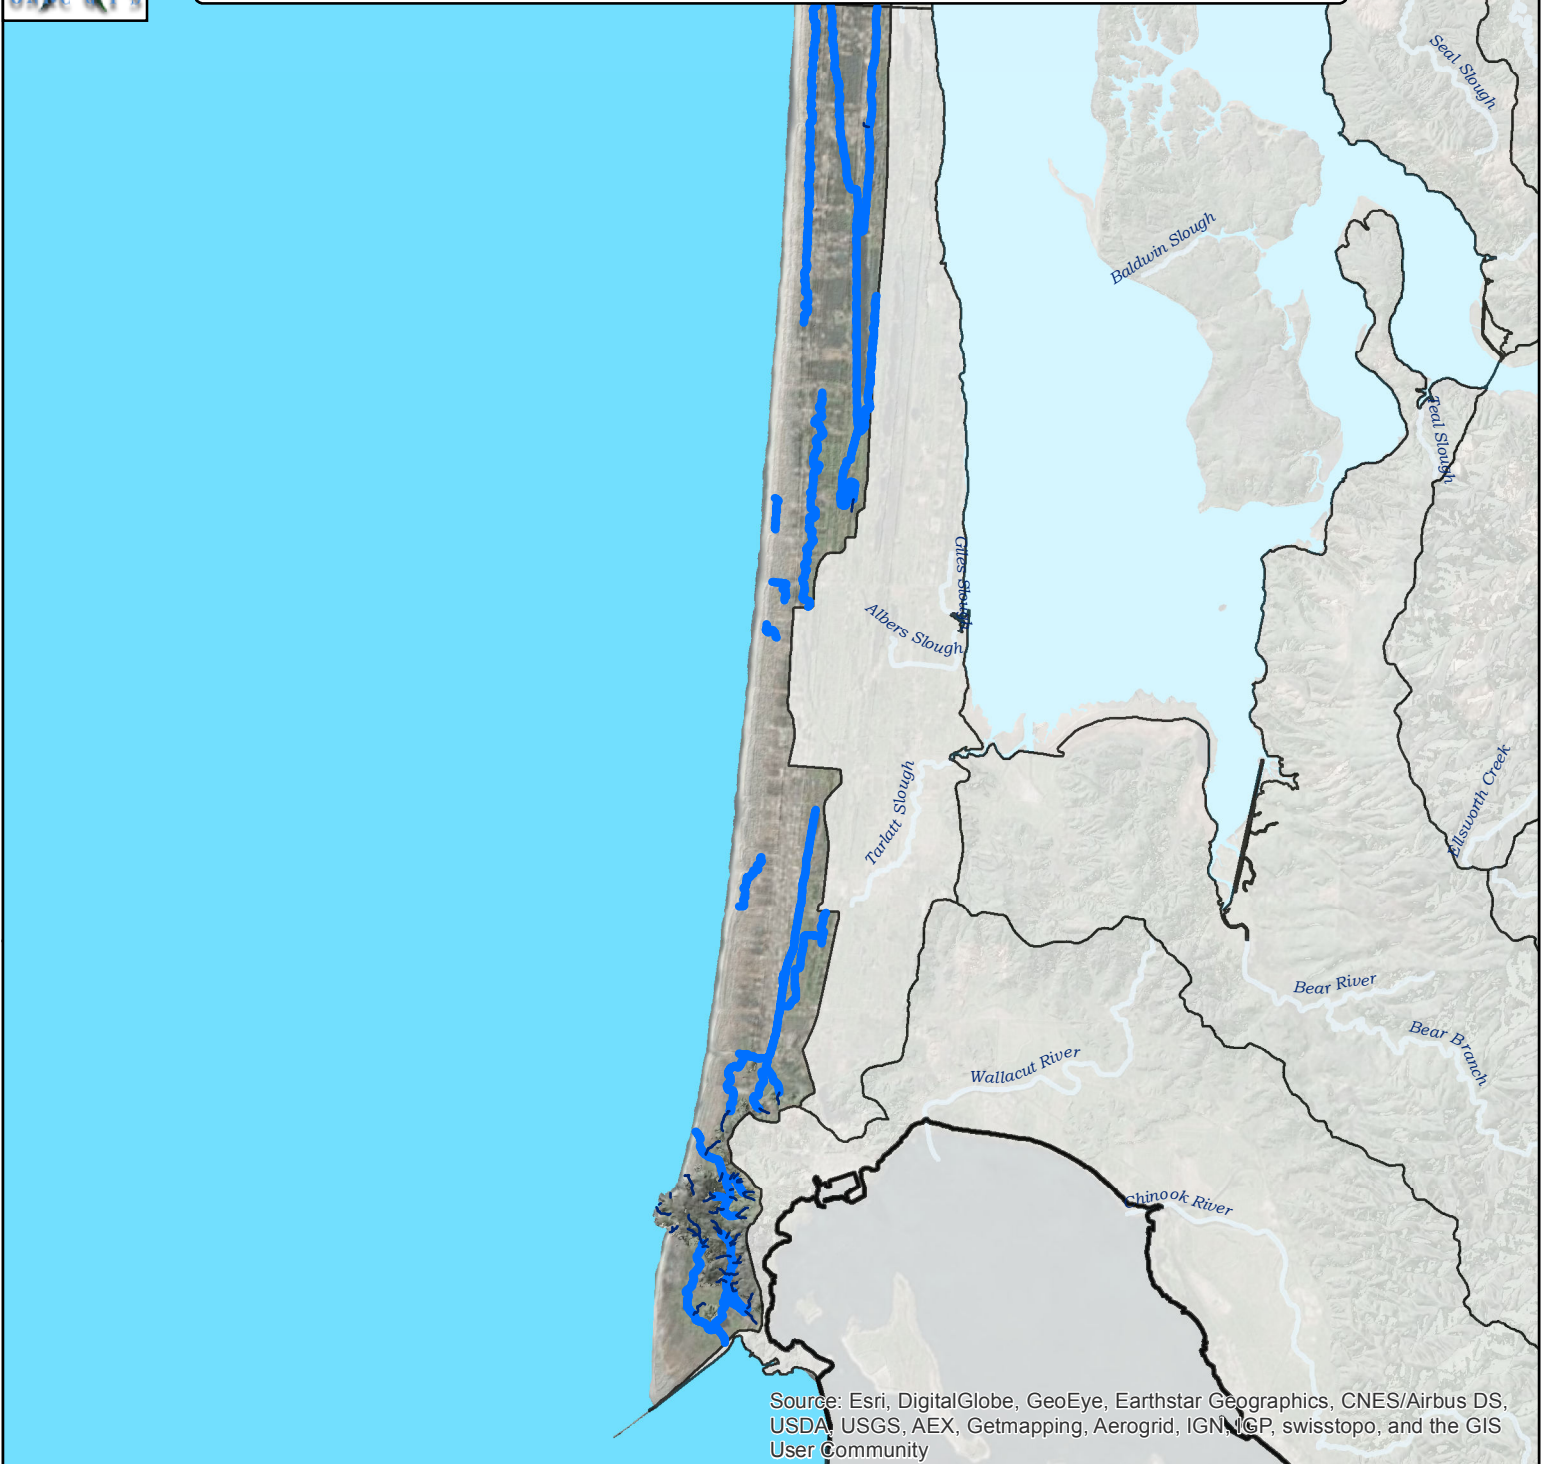 Seal Slough
Baldwin Slough
Teal Slough
Giles Slough
Albers Slough
Tarlatt Slough
Ellsworth Creek
Bear River
Bear Branch
Wallacut River
Chinook River
Source: Esri, DigitalGlobe, GeoEye, Earthstar Geographics, CNES/Airbus DS,
USDA, USGS, AEX, Getmapping, Aerogrid, IGN, IGP, swisstopo, and the GIS
User Community